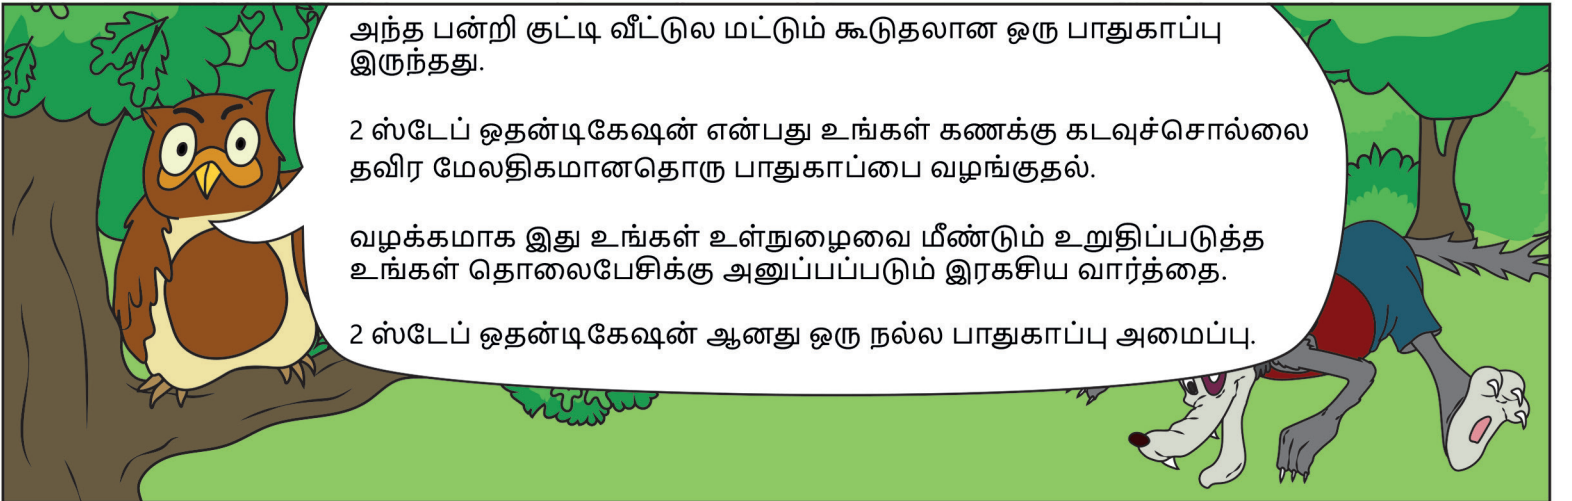 அந்த பன்றி குட்டி வீட்டுல மட்டும் கூடுதலான ஒரு பாதுகாப்பு
இருந்தது.
2 ஸ்டேப் ஒதன்டிகேஷன் என்பது உங்கள் கணக்கு கடவுச்சொல்லை
தவிர மேலதிகமானதொரு பாதுகாப்பை வழங்குதல்.
வழக்கமாக இது உங்கள் உள்நுழைவை மீண்டும் உறுதிப்படுத்த
உங்கள் தொலைபேசிக்கு அனுப்பப்படும் இரகசிய வார்த்தை.
2 ஸ்டேப் ஒதன்டிகேஷன் ஆனது ஒரு நல்ல பாதுகாப்பு அமைப்பு.